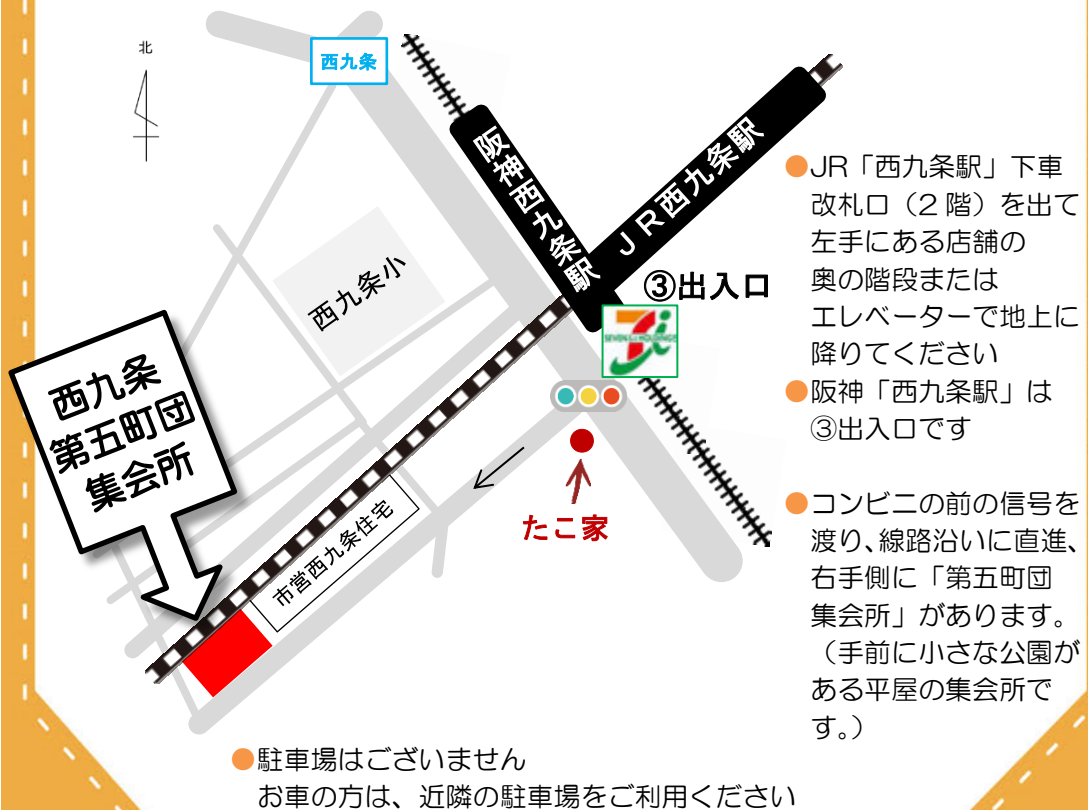 北
西九条
阪神西九条駅
JR西九条駅
西九条小
③出入口
SEVEN & i HOLDINGS
西九条
第五町団
集会所
たこ家
市営西九条住宅
●JR「西九条駅」下車
改札口（2階）を出て
左手にある店舗の
奥の階段または
エレベーターで地上に
降りてください
●阪神「西九条駅」は
③出入口です
●コンビニの前の信号を
渡り、線路沿いに直進、
右手側に「第五町団
集会所」があります。
（手前に小さな公園が
ある平屋の集会所で
す。）
●駐車場はございません
お車の方は、近隣の駐車場をご利用ください